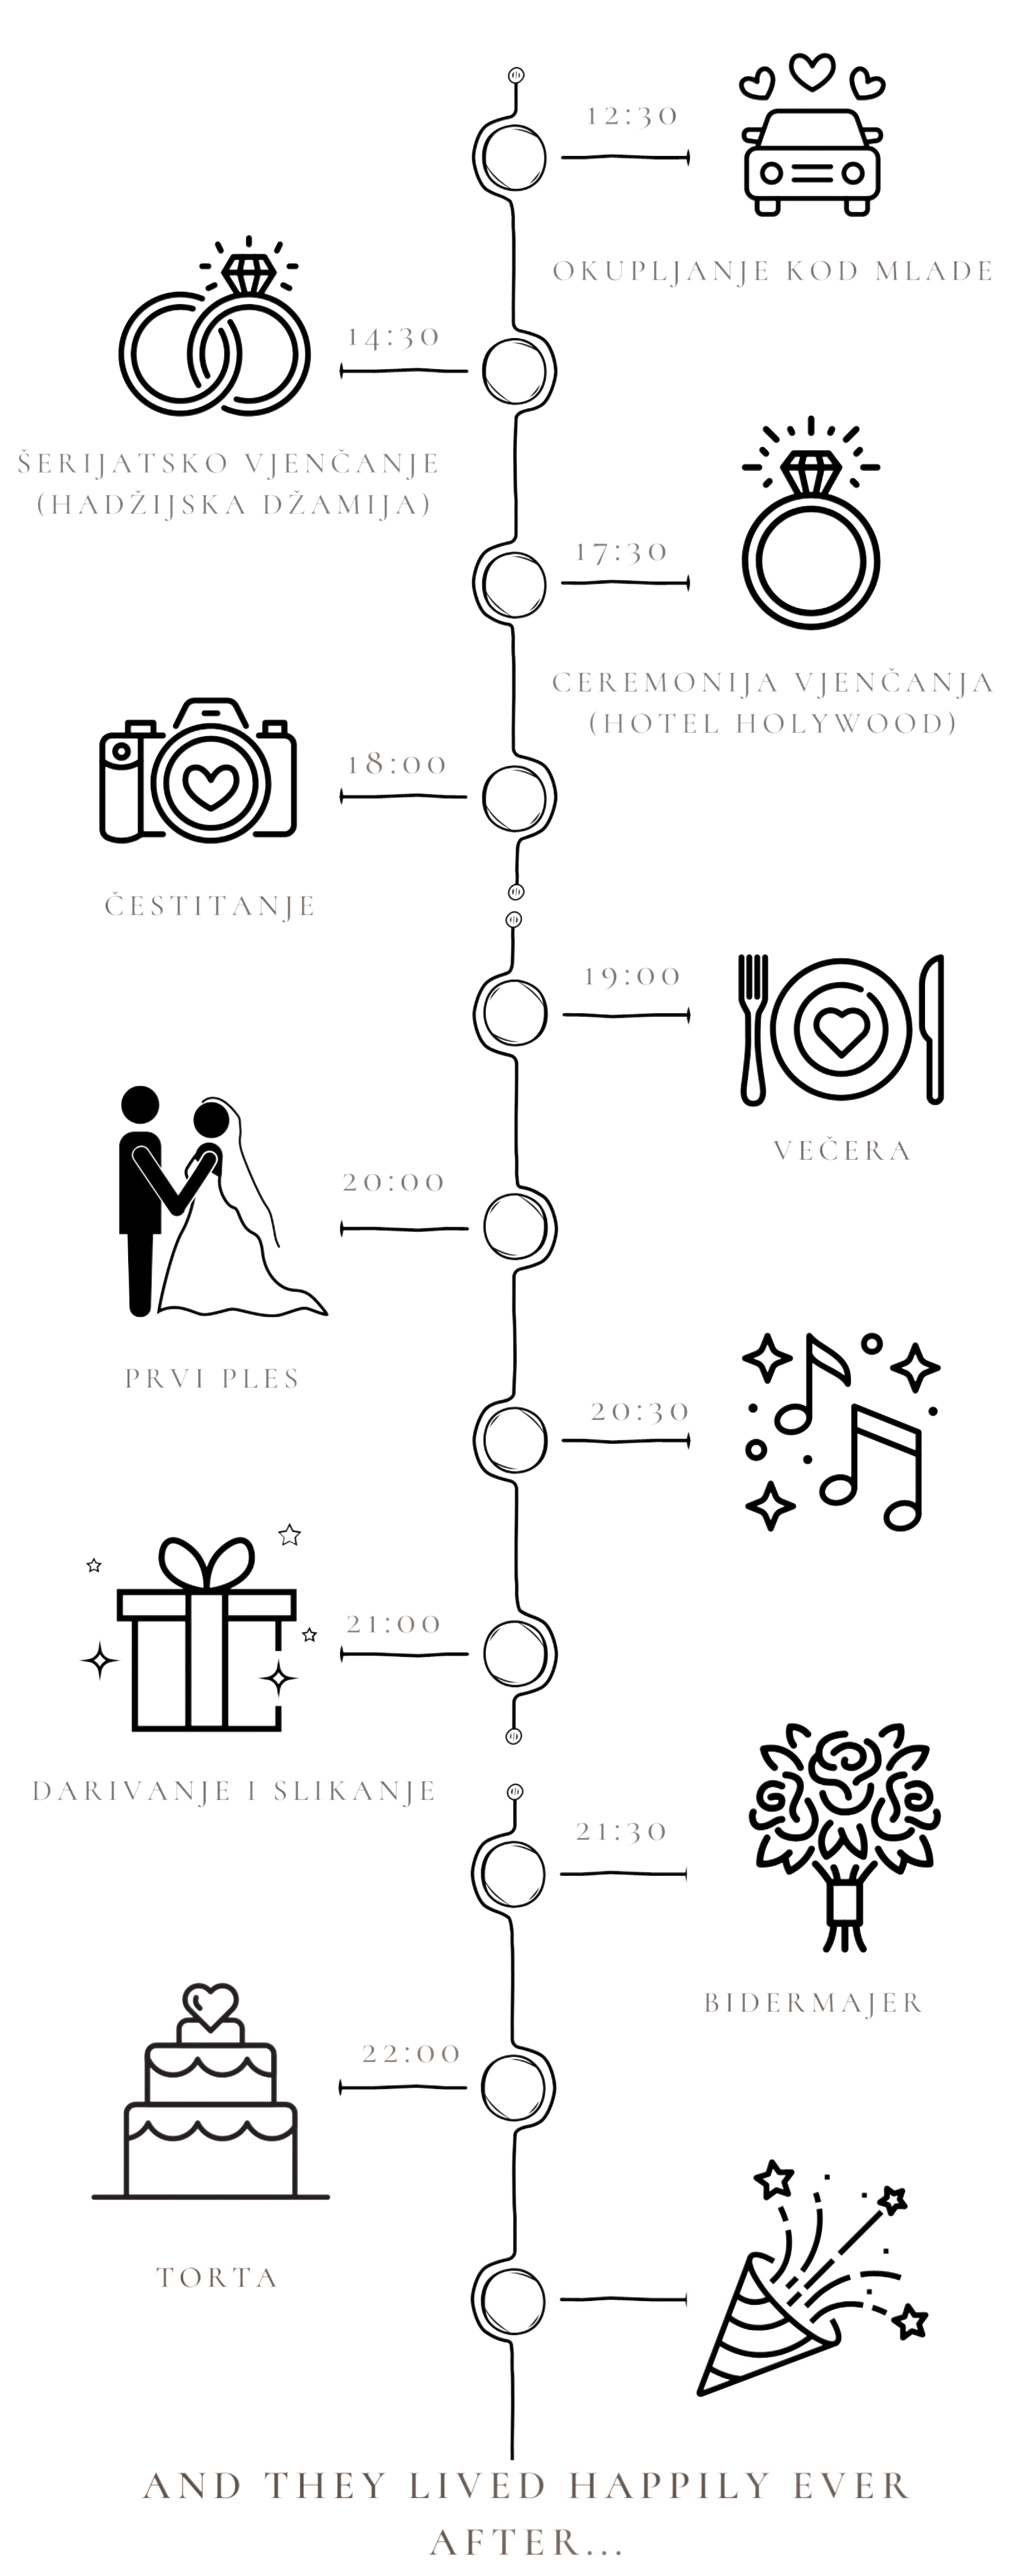 12:30
OKUPLJANJE KOD MLADE
14:30
ŠERIJATSKO VJENČANJE
(HADŽIJSKA DŽAMIJA)
17:30
CEREMONIJA VJENČANJA
(HOTEL HOLYWOOD)
18:00
ČESTITANJE
19:00
VEČERA
20:00
PRVI PLES
20:30
21:00
DARIVANJE I SLIKANJE
21:30
BIDERMAJER
22:00
TORTA
AND THEY LIVED HAPPILY EVER
AFTER...